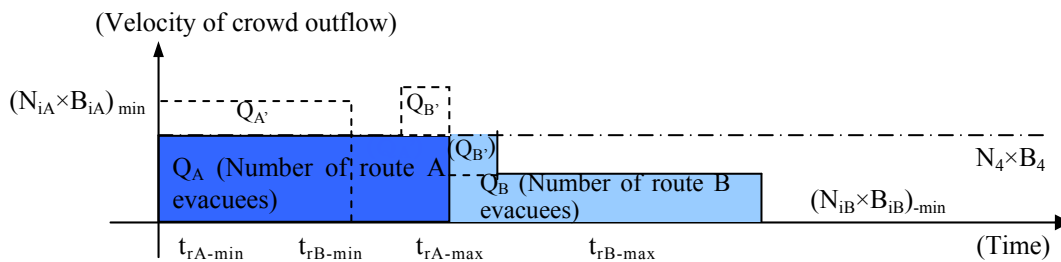 (Velocity of crowd outflow)
(NiA×BiA) min
QA'
QB'
(QB')
N4×B4
QA (Number of route A
evacuees)
QB (Number of route B
evacuees)
(NiB×BiB)-min
trA-min
trB-min
trA-max
trB-max
(Time)